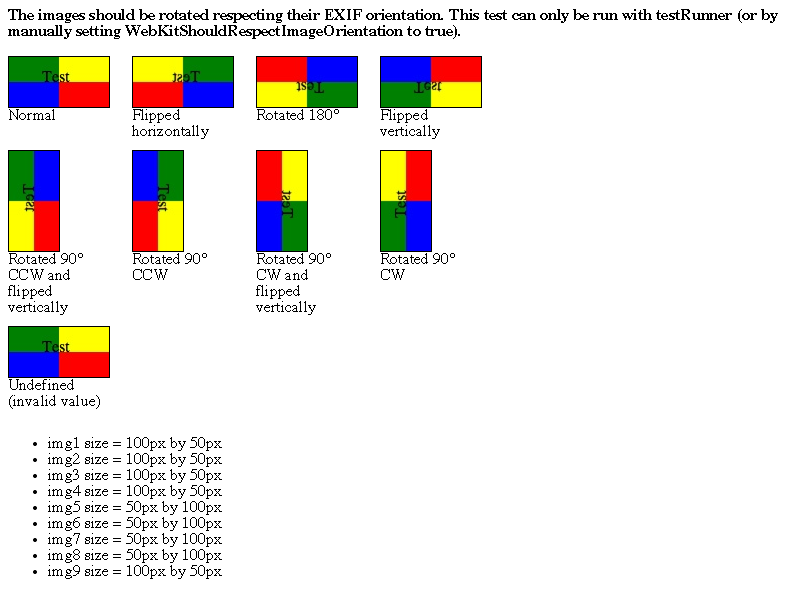 The images should be rotated respecting their EXIF orientation. This test can only be run with testRunner (or by
manually setting WebKitShouldRespectImageOrientation to true).
Test
Test
Test
Test
Normal
Flipped
horizontally
Rotated 180°
Flipped
vertically
Test
Test
Test
Test
Rotated 90°
CCW and
flipped
vertically
Rotated 90°
CCW
Rotated 90°
CW and
flipped
vertically
Rotated 90°
CW
Test
Undefined
(invalid value)
• img1 size = 100px by 50px
• img2 size = 100px by 50px
• img3 size = 100px by 50px
• img4 size = 100px by 50px
• img5 size = 50px by 100px
• img6 size = 50px by 100px
• img7 size = 50px by 100px
• img8 size = 50px by 100px
• img9 size = 100px by 50px